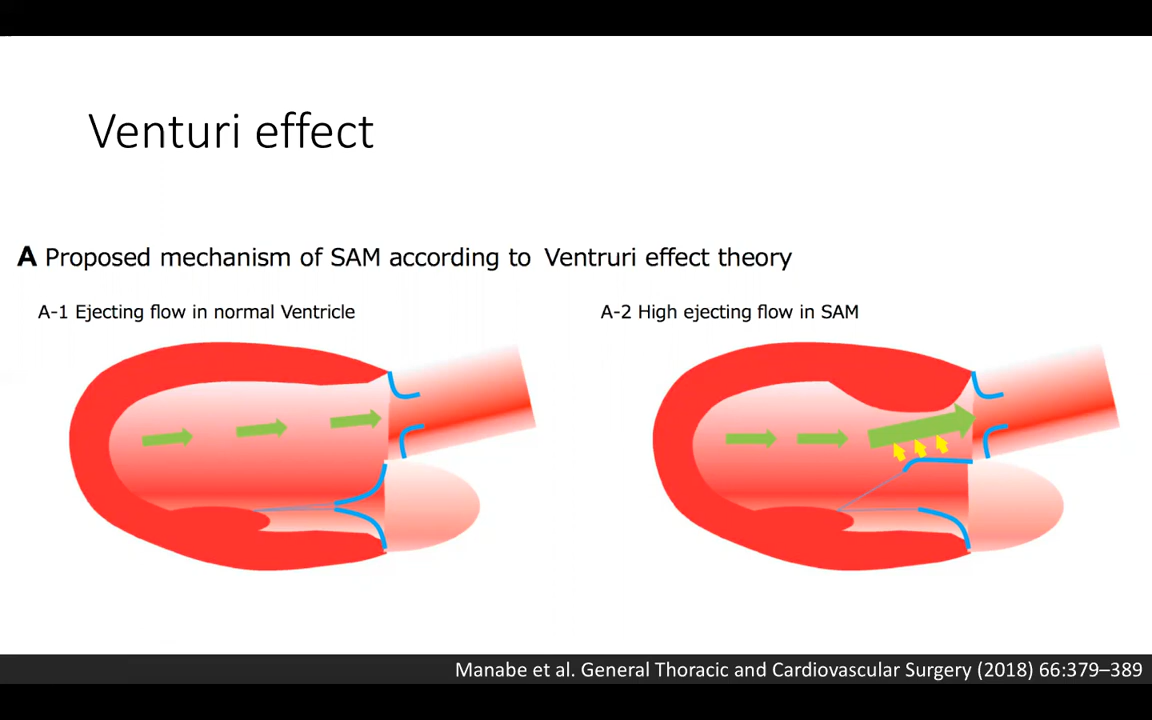 Venturi effect
A Proposed mechanism of SAM according to Ventruri effect theory
A-1 Ejecting flow in normal Ventricle
A-2 High ejecting flow in SAM
Manabe et al. General Thoracic and Cardiovascular Surgery (2018) 66:379–389